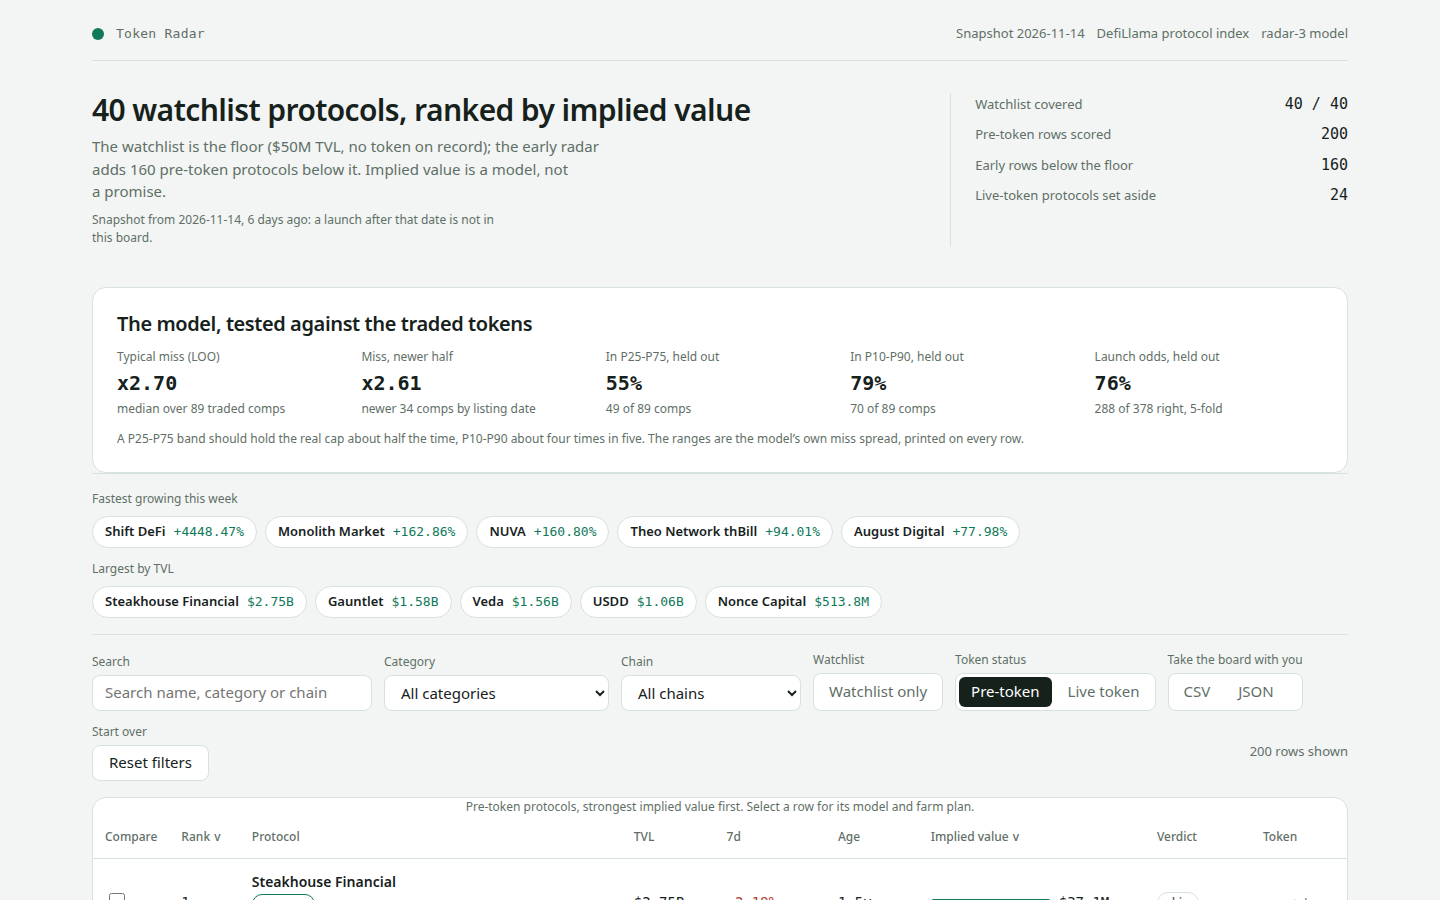 Token Radar
Snapshot 2026-11-14 DefiLlama protocol index radar-3 model
40 watchlist protocols, ranked by implied value
The watchlist is the floor ($50M TVL, no token on record); the early radar
adds 160 pre-token protocols below it. Implied value is a model, not
a promise.
Snapshot from 2026-11-14, 6 days ago: a launch after that date is not in
this board.
Watchlist covered 40 / 40
Pre-token rows scored 200
Early rows below the floor 160
Live-token protocols set aside 24
The model, tested against the traded tokens
Typical miss (LOO) Miss, newer half In P25-P75, held out In P10-P90, held out Launch odds, held out
x2.70 x2.61 55% 79% 76%
median over 89 traded comps newer 34 comps by listing date 49 of 89 comps 70 of 89 comps 288 of 378 right, 5-fold
A P25-P75 band should hold the real cap about half the time, P10-P90 about four times in five. The ranges are the model's own miss spread, printed on every row.
Fastest growing this week
Shift DeFi +4448.47% Monolith Market +162.86% NUVA +160.80% Theo Network thBill +94.01% August Digital +77.98%
Largest by TVL
Steakhouse Financial $2.75B Gauntlet $1.58B Veda $1.56B USDD $1.06B Nonce Capital $513.8M
Search Category Chain Watchlist Token status Take the board with you
Search name, category or chain All categories All chains Watchlist only Pre-token Live token CSV JSON
Start over
Reset filters 200 rows shown
Pre-token protocols, strongest implied value first. Select a row for its model and farm plan.
Compare Rank v Protocol TVL 7d Age Implied value v Verdict Token
Steakhouse Financial